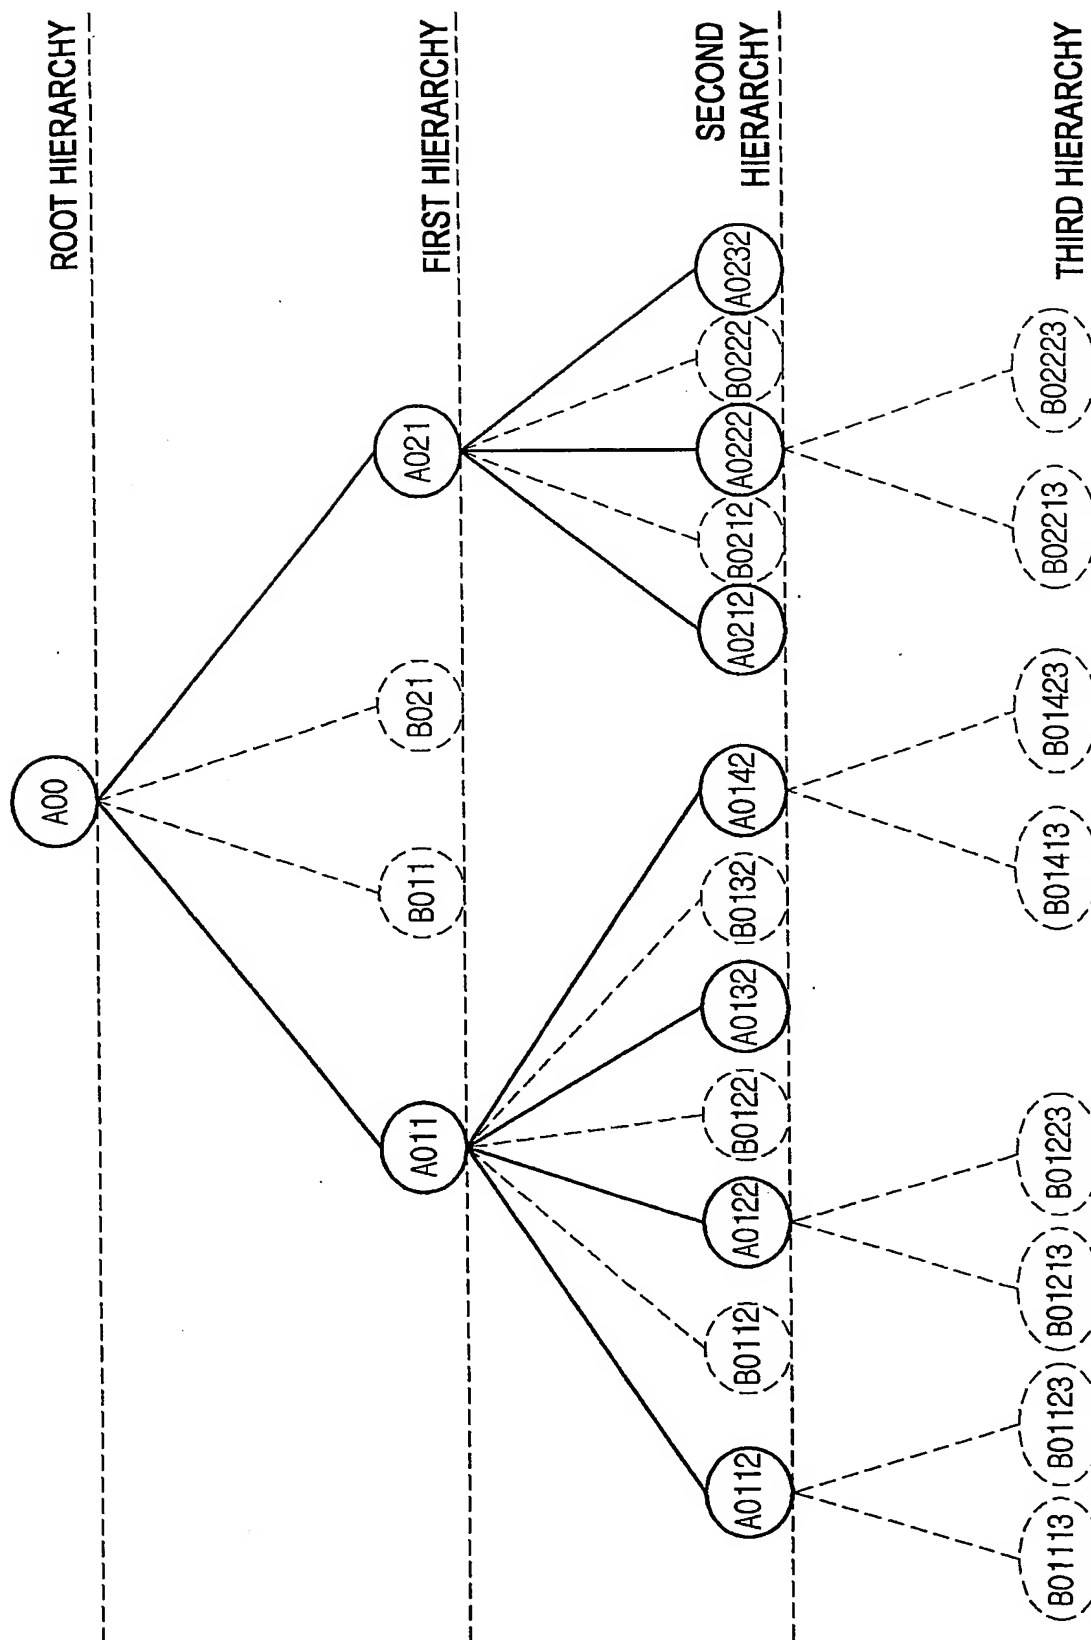 ROOT HIERARCHY
A00
FIRST HIERARCHY
A011
B011
B021
A021
SECOND
HIERARCHY
A0112
B0112
A0122
B0122
A0132
B0132
A0142
A0212
B0212
A0222
B0222
A0232
THIRD HIERARCHY
B01113
B01123
B01213
B01223
B01413
B01423
B02213
B02223